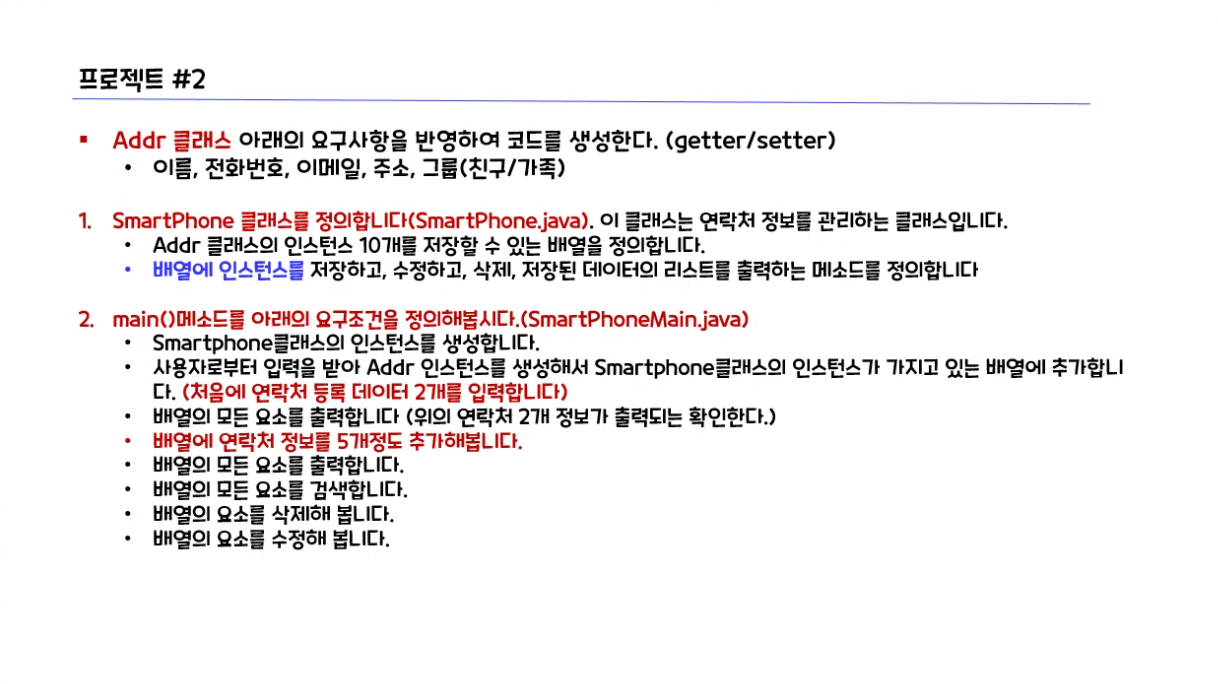 프로젝트 #2
▪ Addr 클래스 아래의 요구사항을 반영하여 코드를 생성한다. (getter/setter)
• 이름, 전화번호, 이메일, 주소, 그룹(친구/가족)
1. SmartPhone 클래스를 정의합니다(SmartPhone.java). 이 클래스는 연락처 정보를 관리하는 클래스입니다.
• Addr 클래스의 인스턴스 10개를 저장할 수 있는 배열을 정의합니다.
• 배열에 인스턴스를 저장하고, 수정하고, 삭제, 저장된 데이터의 리스트를 출력하는 메소드를 정의합니다
2. main()메소드를 아래의 요구조건을 정의해봅시다.(SmartPhoneMain.java)
• Smartphone클래스의 인스턴스를 생성합니다.
• 사용자로부터 입력을 받아 Addr 인스턴스를 생성해서 Smartphone클래스의 인스턴스가 가지고 있는 배열에 추가합니
다. (처음에 연락처 등록 데이터 2개를 입력합니다)
• 배열의 모든 요소를 출력합니다 (위의 연락처 2개 정보가 출력되는 확인한다.)
• 배열에 연락처 정보를 5개정도 추가해봅니다.
• 배열의 모든 요소를 출력합니다.
• 배열의 모든 요소를 검색합니다.
• 배열의 요소를 삭제해 봅니다.
• 배열의 요소를 수정해 봅니다.